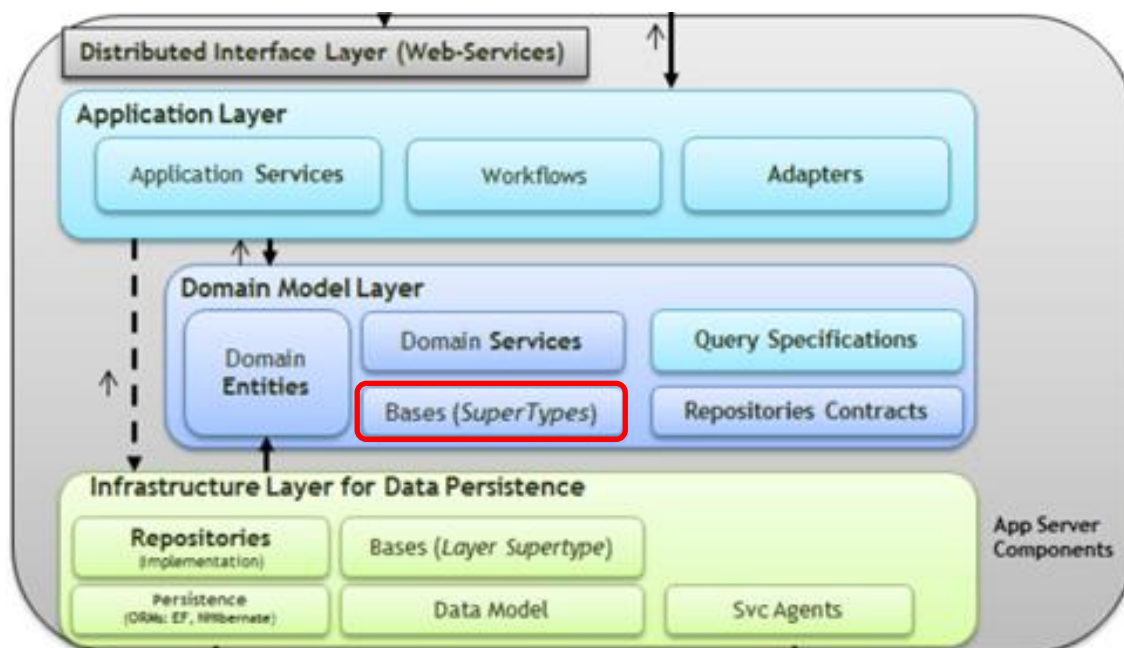 Distributed Interface Layer (Web-Services)
Application Layer
Application Services
Workflows
Adapters
Domain Model Layer
Domain
Entities
Domain Services
Query Specifications
Bases (SuperTypes)
Repositories Contracts
Infrastructure Layer for Data Persistence
Repositories
(Implementation)
Bases (Layer Supertype)
Persistence
(ORMs: EF, NHibernate)
Data Model
Svc Agents
App Server
Components